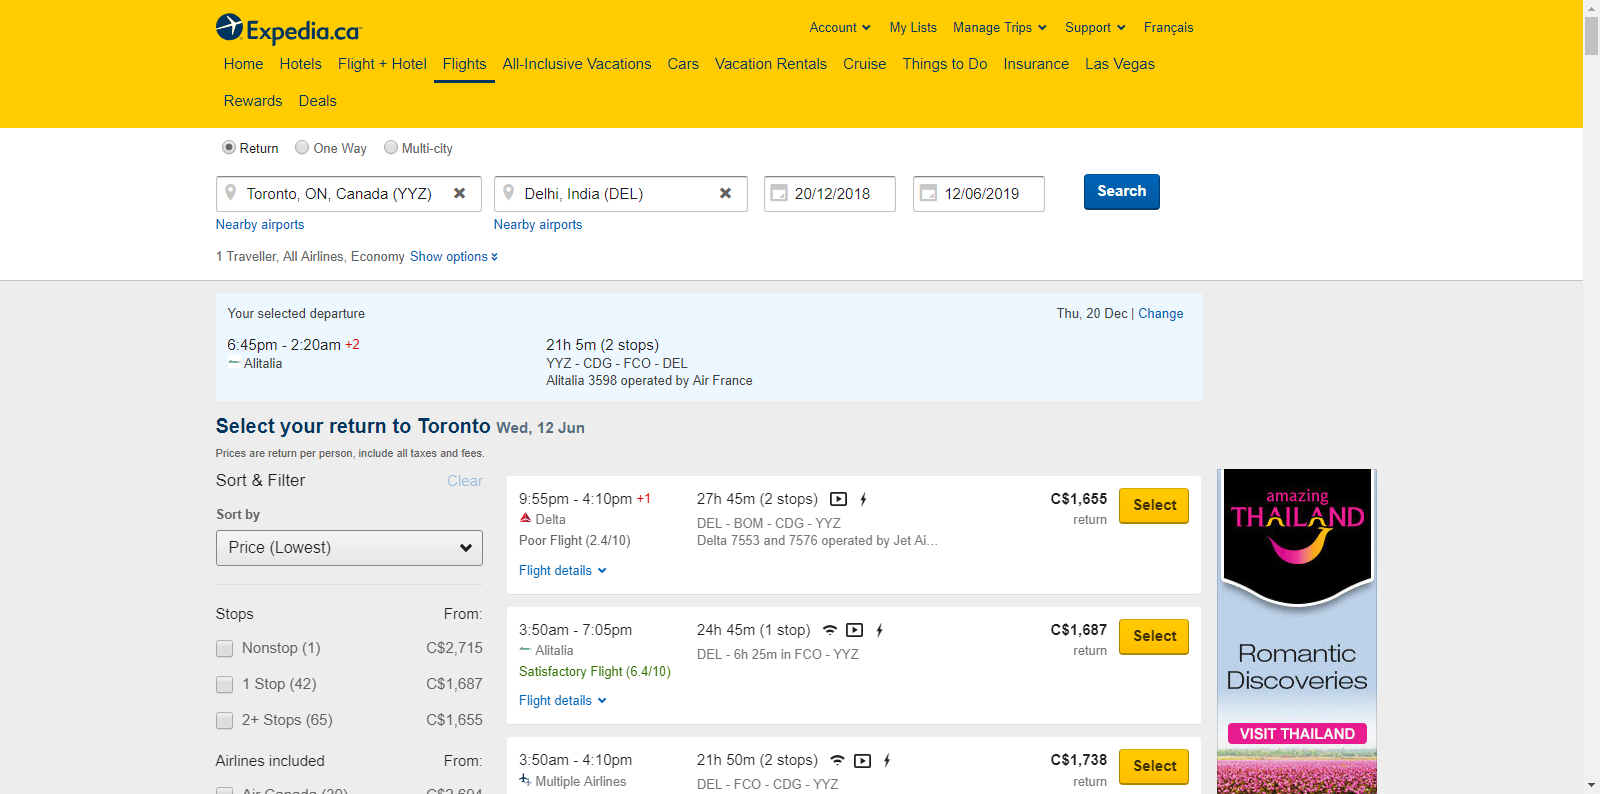 Expedia.ca
Account
My Lists
Manage Trips
Support
Français
Home
Hotels
Flight + Hotel
Flights
All-Inclusive Vacations
Cars
Vacation Rentals
Cruise
Things to Do
Insurance
Las Vegas
Rewards
Deals
Return
One Way
Multi-city
Toronto, ON, Canada (YYZ)
Delhi, India (DEL)
20/12/2018
12/06/2019
Search
Nearby airports
Nearby airports
1 Traveller, All Airlines, Economy Show options
Your selected departure
Thu, 20 Dec | Change
6:45pm - 2:20am +2
Alitalia
21h 5m (2 stops)
YYZ - CDG - FCO - DEL
Alitalia 3598 operated by Air France
Select your return to Toronto Wed, 12 Jun
Prices are return per person, include all taxes and fees.
Sort & Filter
Clear
Sort by
Price (Lowest)
Stops
From:
Nonstop (1)
C$2,715
1 Stop (42)
C$1,687
2+ Stops (65)
C$1,655
Airlines included
From:
Air Canada (30)
C$2,694
9:55pm - 4:10pm +1
Delta
Poor Flight (2.4/10)
Flight details
27h 45m (2 stops)
DEL - BOM - CDG - YYZ
Delta 7553 and 7576 operated by Jet Ai...
C$1,655
return
Select
3:50am - 7:05pm
Alitalia
Satisfactory Flight (6.4/10)
Flight details
24h 45m (1 stop)
DEL - 6h 25m in FCO - YYZ
C$1,687
return
Select
3:50am - 4:10pm
Multiple Airlines
21h 50m (2 stops)
DEL - FCO - CDG - YYZ
C$1,738
return
Select
amazing
THAILAND
Romantic
Discoveries
VISIT THAILAND